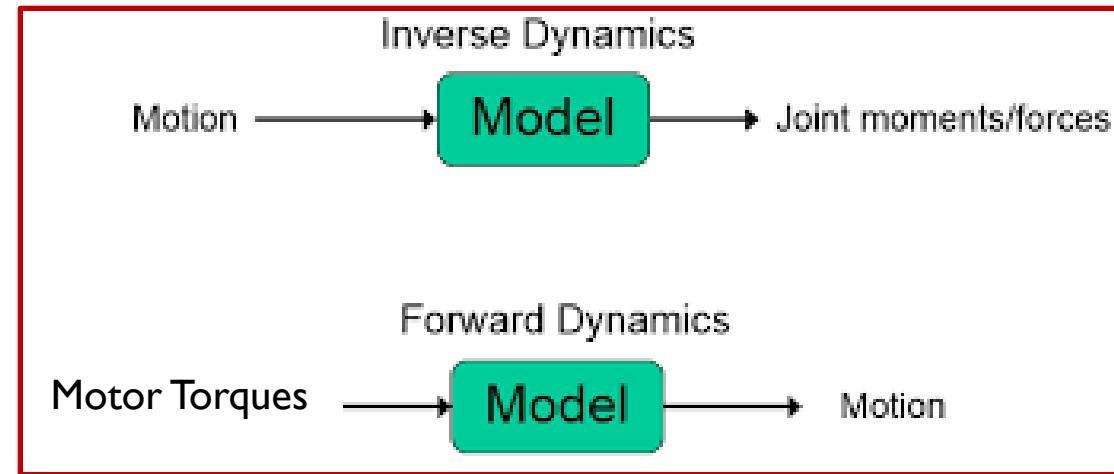 Inverse Dynamics
Motion Model Joint moments/forces
Forward Dynamics
Motor Torques Model Motion